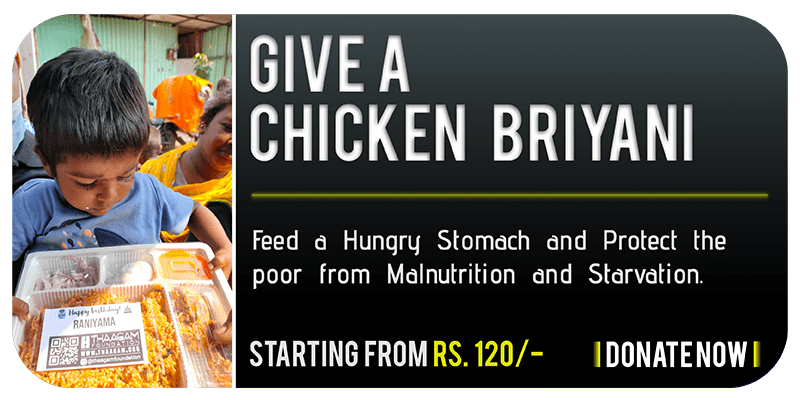 GIVE A
CHICKEN BRIYANI
Feed a Hungry Stomach and Protect the
poor from Malnutrition and Starvation.
STARTING FROM RS. 120/-
DONATE NOW
Happy birthday!
RANIYAMA
THAAGAM
FOUNDATION
WWW.THAAGAM.ORG
@thaagamfoundation